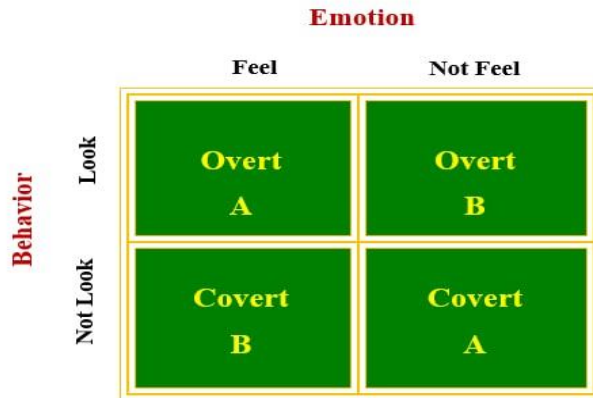 Emotion
Feel Not Feel
Behavior
Look
Overt Overt
A B
Not Look
Covert Covert
B A